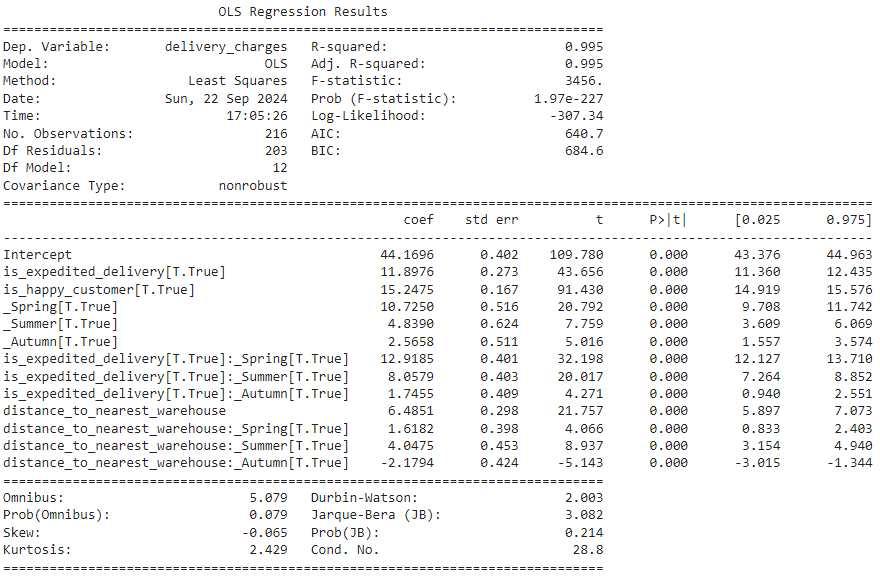 OLS Regression Results
==============================================================================
Dep. Variable: delivery_charges R-squared: 0.995
Model: OLS Adj. R-squared: 0.995
Method: Least Squares F-statistic: 3456.
Date: Sun, 22 Sep 2024 Prob (F-statistic): 1.97e-227
Time: 17:05:26 Log-Likelihood: -307.34
No. Observations: 216 AIC: 640.7
Df Residuals: 203 BIC: 684.6
Df Model: 12
Covariance Type: nonrobust
=================================================================================================================
coef std err t P>|t| [0.025 0.975]
-----------------------------------------------------------------------------------------------------------------
Intercept 44.1696 0.402 109.780 0.000 43.376 44.963
is_expedited_delivery[T.True] 11.8976 0.273 43.656 0.000 11.360 12.435
is_happy_customer[T.True] 15.2475 0.167 91.430 0.000 14.919 15.576
_Spring[T.True] 10.7250 0.516 20.792 0.000 9.708 11.742
_Summer[T.True] 4.8390 0.624 7.759 0.000 3.609 6.069
_Autumn[T.True] 2.5658 0.511 5.016 0.000 1.557 3.574
is_expedited_delivery[T.True]:_Spring[T.True] 12.9185 0.401 32.198 0.000 12.127 13.710
is_expedited_delivery[T.True]:_Summer[T.True] 8.0579 0.403 20.017 0.000 7.264 8.852
is_expedited_delivery[T.True]:_Autumn[T.True] 1.7455 0.409 4.271 0.000 0.940 2.551
distance_to_nearest_warehouse 6.4851 0.298 21.757 0.000 5.897 7.073
distance_to_nearest_warehouse:_Spring[T.True] 1.6182 0.398 4.066 0.000 0.833 2.403
distance_to_nearest_warehouse:_Summer[T.True] 4.0475 0.453 8.937 0.000 3.154 4.940
distance_to_nearest_warehouse:_Autumn[T.True] -2.1794 0.424 -5.143 0.000 -3.015 -1.344
==============================================================================
Omnibus: 5.079 Durbin-Watson: 2.003
Prob(Omnibus): 0.079 Jarque-Bera (JB): 3.082
Skew: -0.065 Prob(JB): 0.214
Kurtosis: 2.429 Cond. No. 28.8
==============================================================================